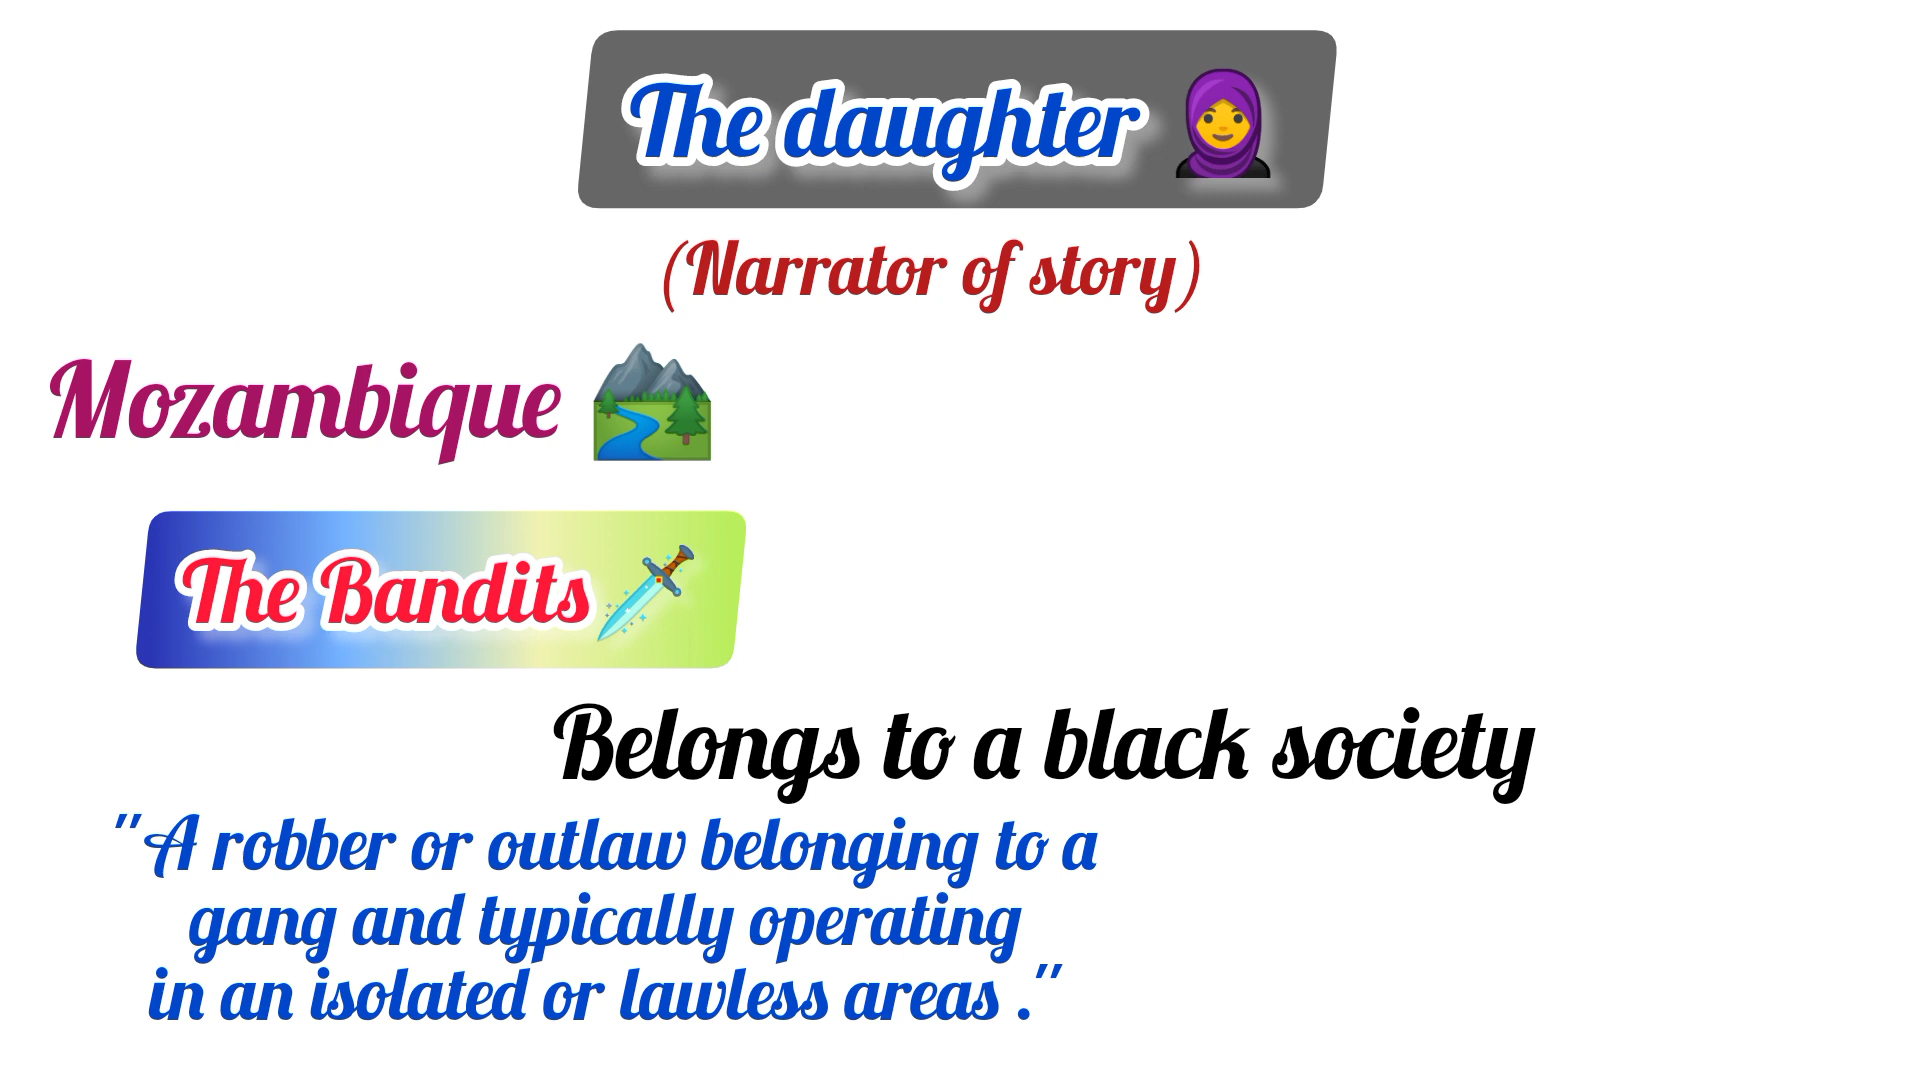 The daughter
(Narrator of story)
Mozambique
The Bandits
Belongs to a black society
"A robber or outlaw belonging to a
gang and typically operating
in an isolated or lawless areas ."